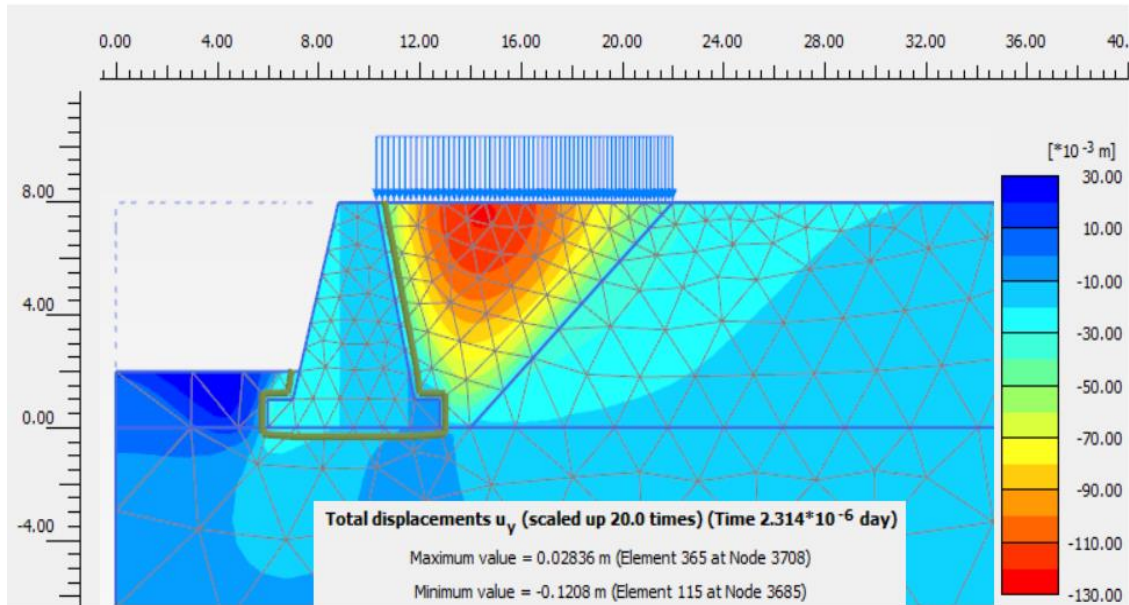 0.00 4.00 8.00 12.00 16.00 20.00 24.00 28.00 32.00 36.00 40.
[*10 -3 m]
8.00
4.00
0.00
-4.00
30.00
10.00
-10.00
-30.00
-50.00
-70.00
-90.00
-110.00
-130.00
Total displacements uy (scaled up 20.0 times) (Time 2.314*10-6 day)
Maximum value = 0.02836 m (Element 365 at Node 3708)
Minimum value = -0.1208 m (Element 115 at Node 3685)